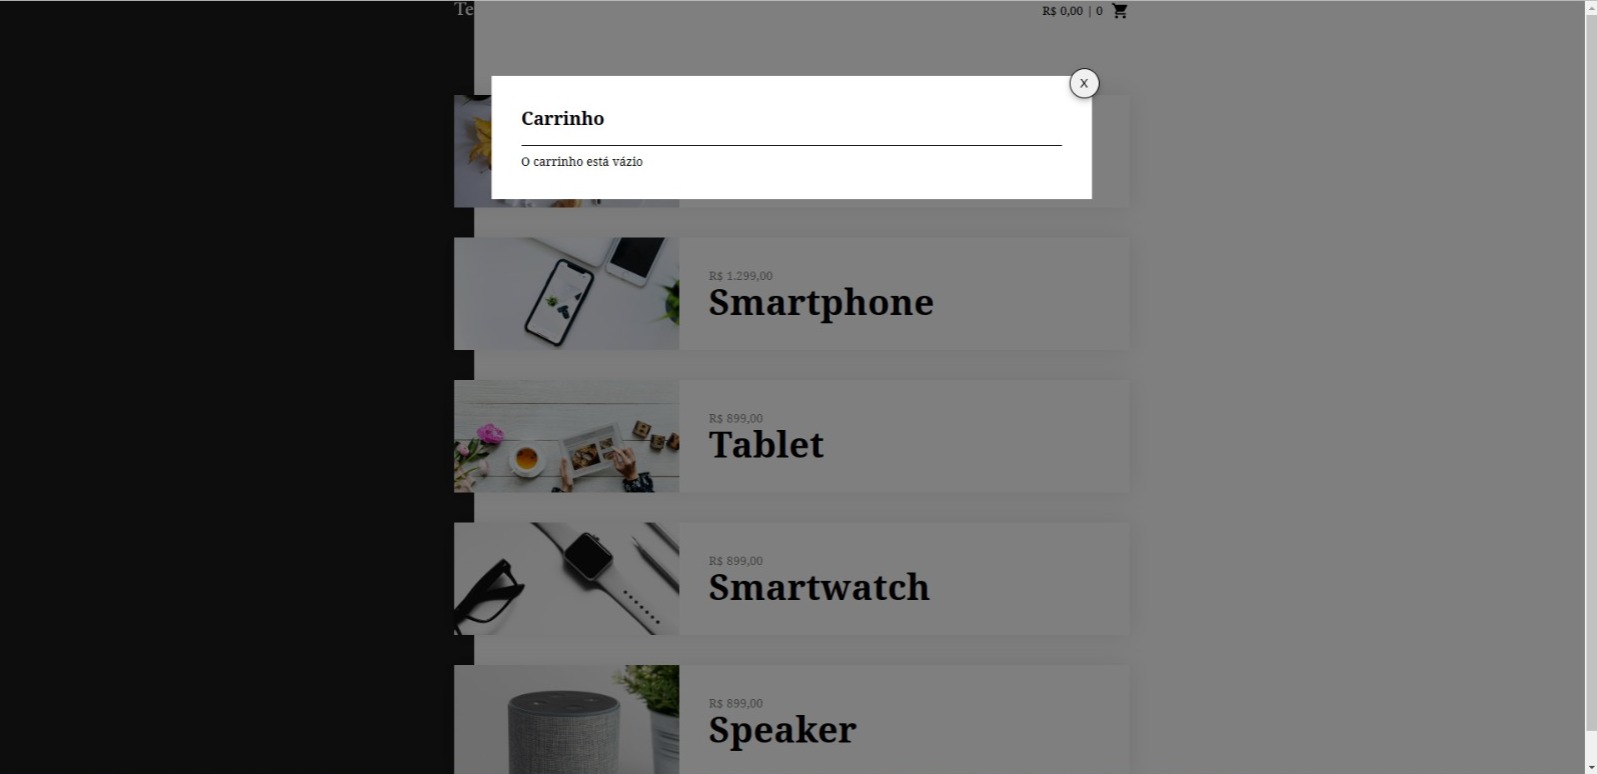 Te
R$ 0,00 | 0
X
Carrinho
O carrinho está vázio
R$ 1.299,00
Smartphone
R$ 899,00
Tablet
R$ 899,00
Smartwatch
R$ 899,00
Speaker